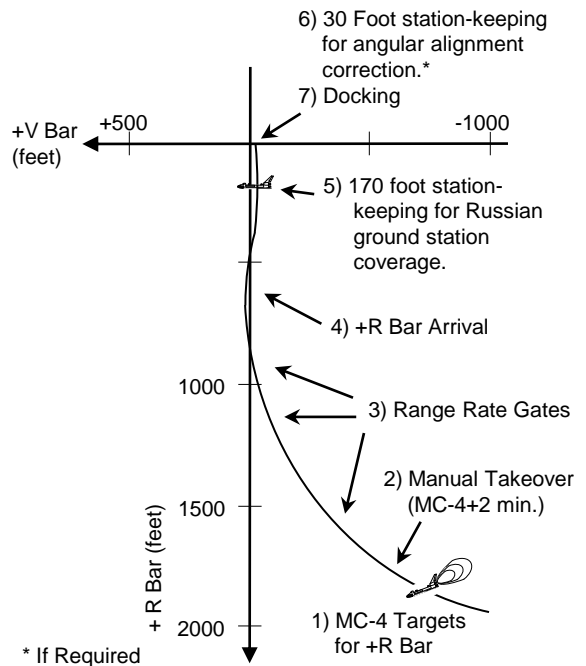 6) 30 Foot station-keeping
for angular alignment
correction.*
7) Docking
+V Bar
(feet)
+500
-1000
5) 170 foot station-
keeping for Russian
ground station
coverage.
4) +R Bar Arrival
1000
3) Range Rate Gates
2) Manual Takeover
(MC-4+2 min.)
1500
+ R Bar (feet)
1) MC-4 Targets
for +R Bar
2000
* If Required